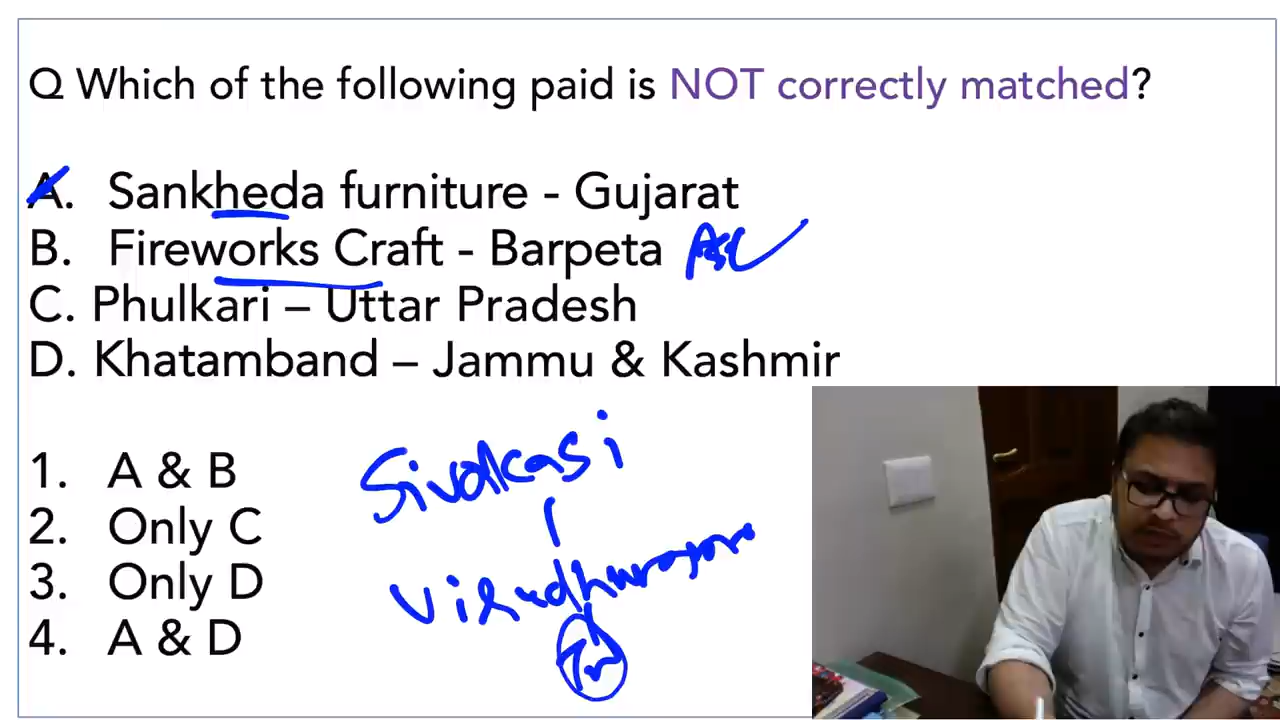 Q Which of the following paid is NOT correctly matched?
A. Sankheda furniture - Gujarat
B. Fireworks Craft - Barpeta
C. Phulkari – Uttar Pradesh
D. Khatamband – Jammu & Kashmir
1. A & B
2. Only C
3. Only D
4. A & D
Sivakasi
TN